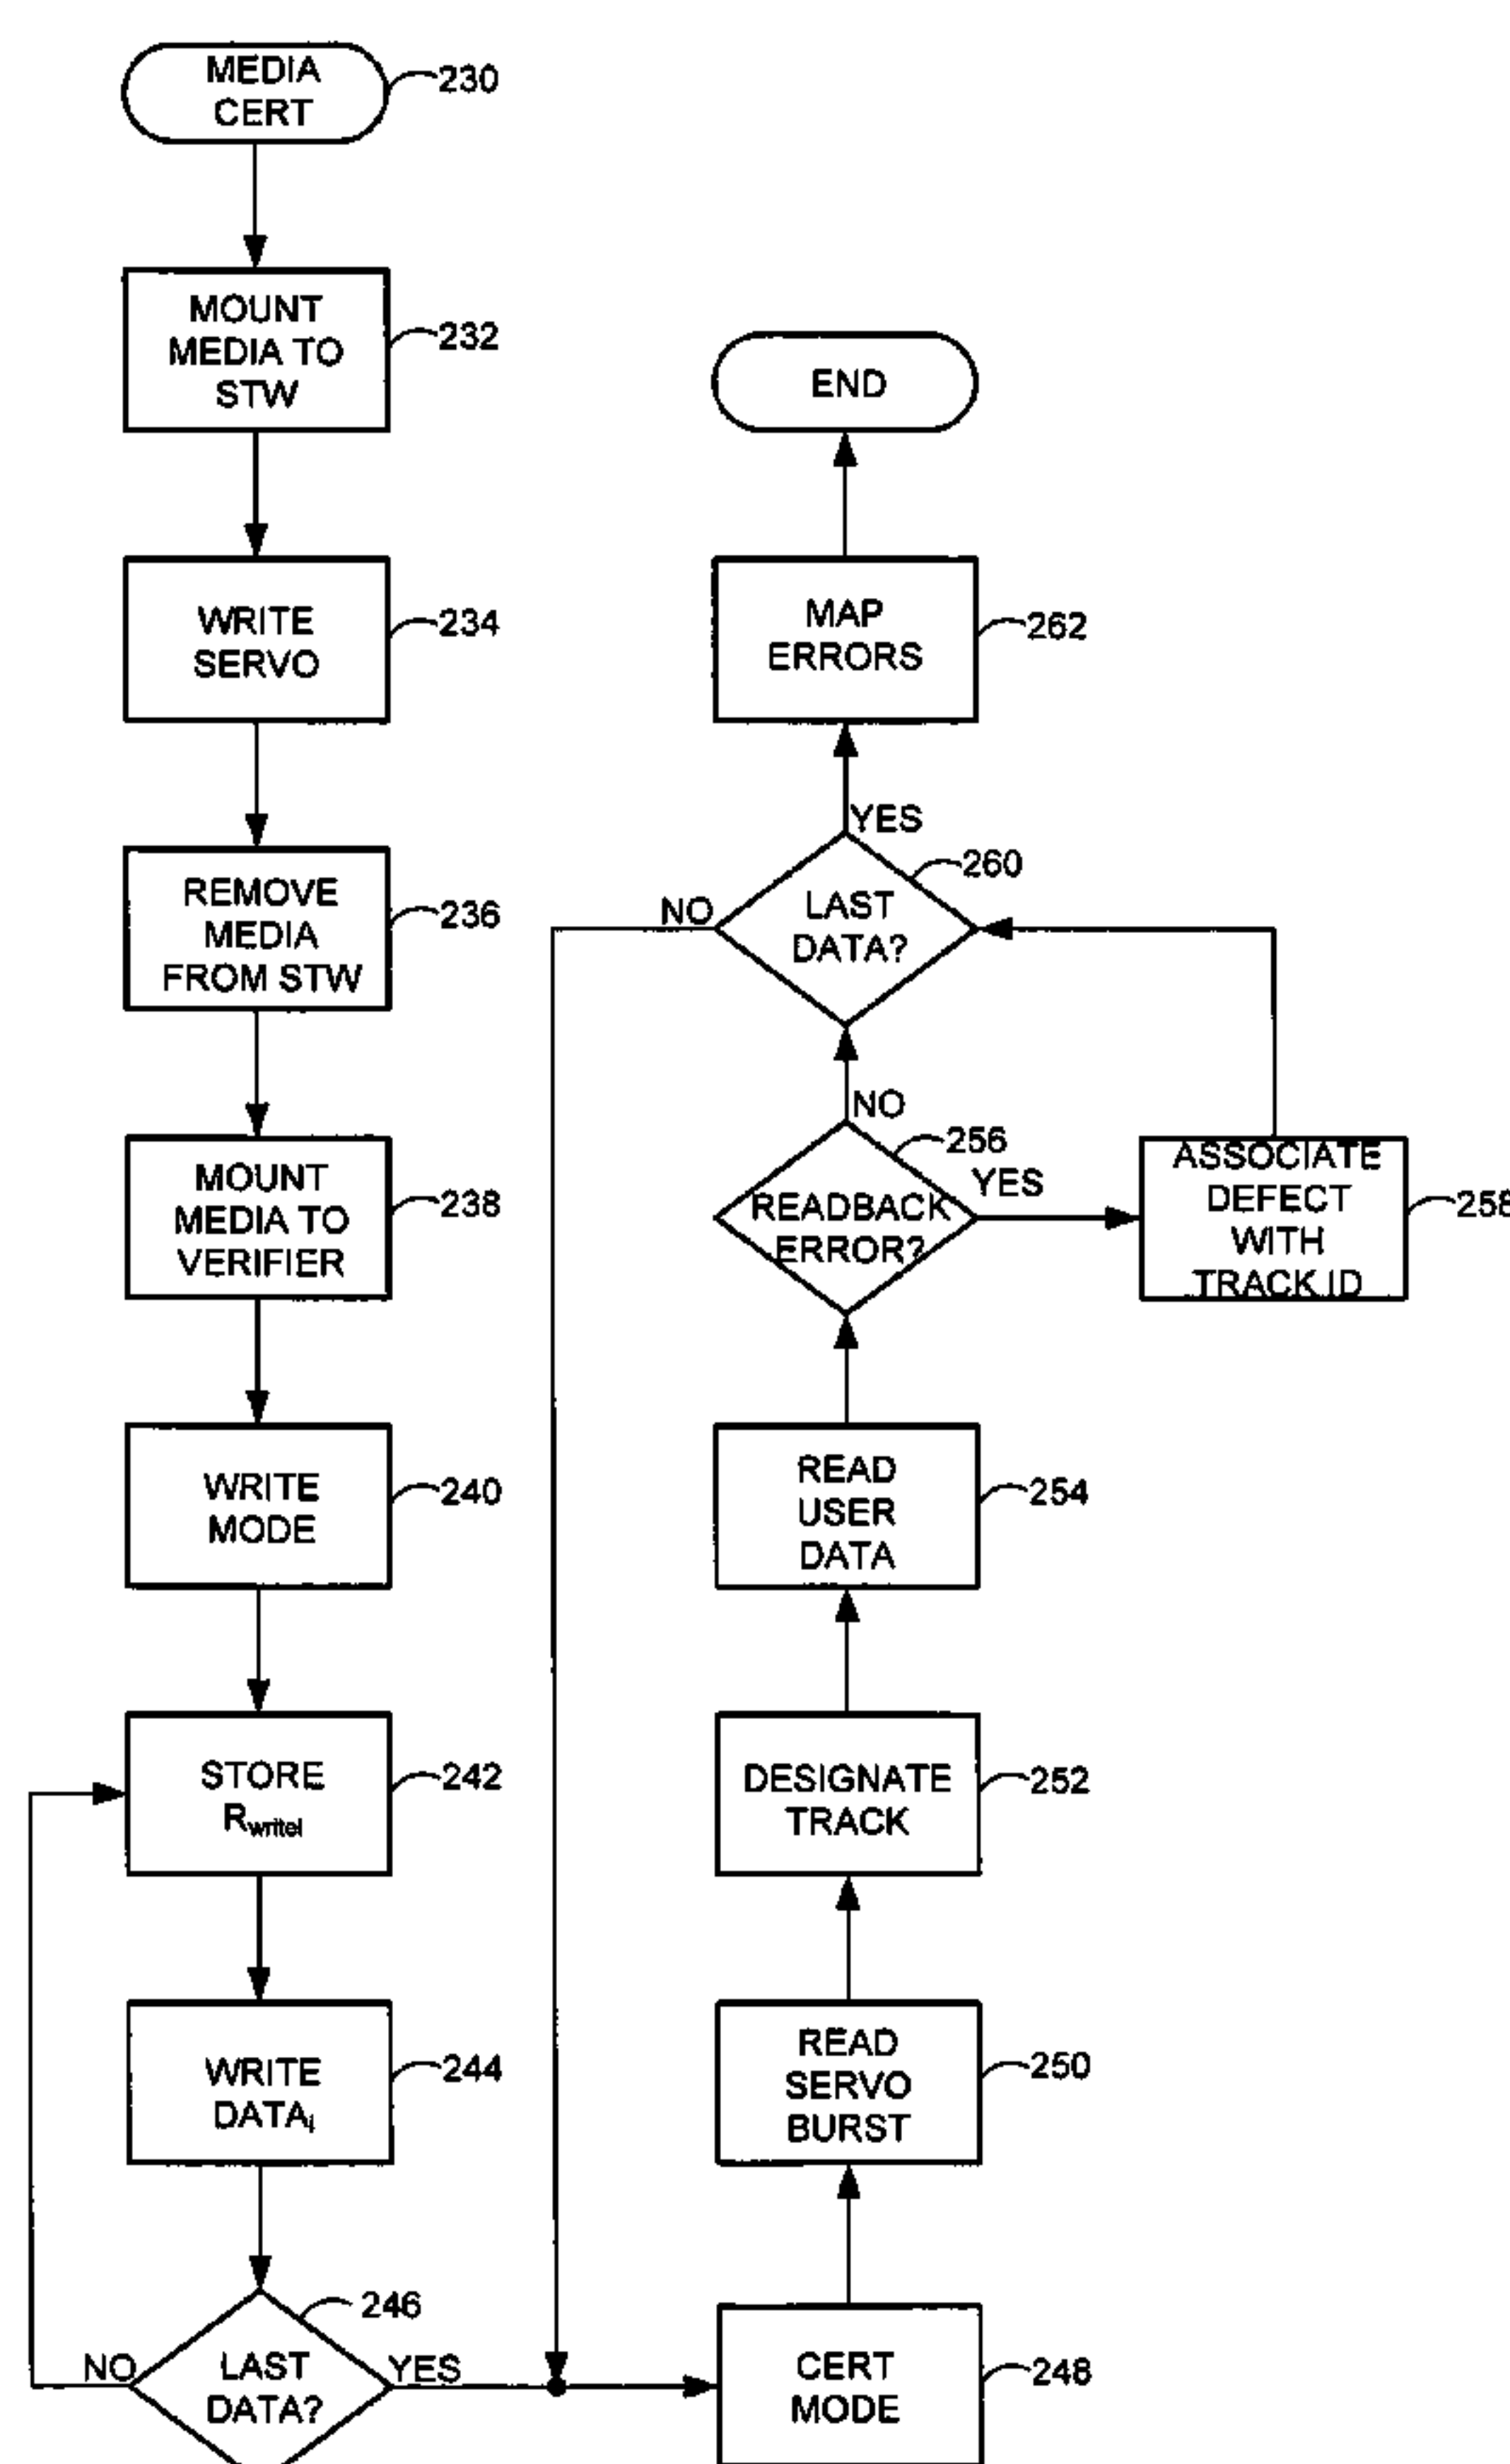 MEDIA
CERT
230
MOUNT
MEDIA TO
STW
232
WRITE
SERVO
234
REMOVE
MEDIA
FROM STW
236
MOUNT
MEDIA TO
VERIFIER
238
WRITE
MODE
240
STORE
Rwritei
242
WRITE
DATAi
244
246
LAST
DATA?
NO
YES
CERT
MODE
248
READ
SERVO
BURST
250
DESIGNATE
TRACK
252
READ
USER
DATA
254
READBACK
ERROR?
256
YES
NO
ASSOCIATE
DEFECT
WITH
TRACK ID
258
LAST
DATA?
260
NO
YES
MAP
ERRORS
262
END